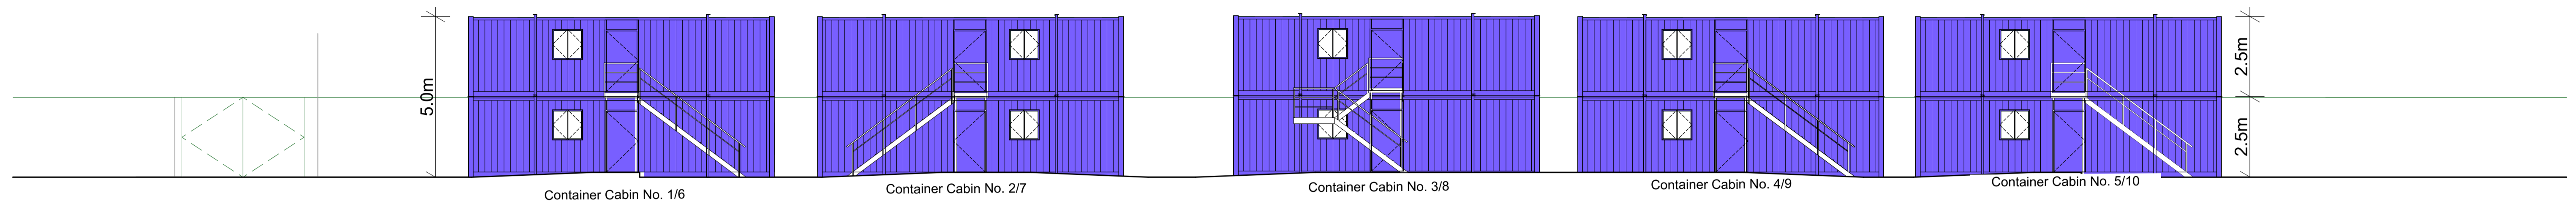 5.0m
Container Cabin No. 1/6
Container Cabin No. 2/7
Container Cabin No. 3/8
Container Cabin No. 4/9
Container Cabin No. 5/10
2.5m
2.5m